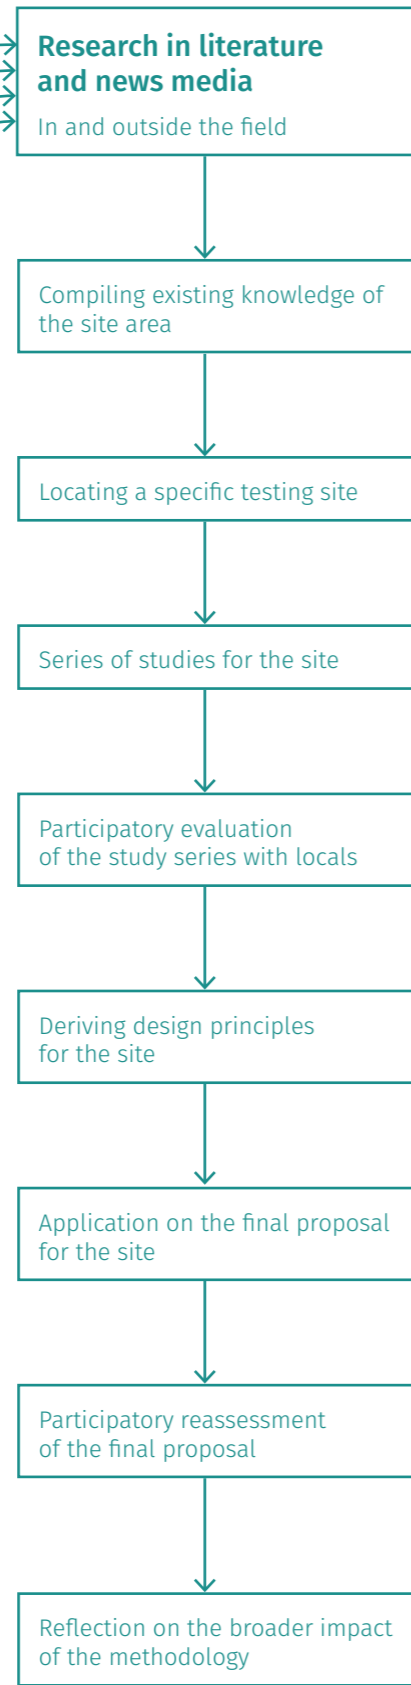 Research in literature
and news media
In and outside the field
Compiling existing knowledge of
the site area
Locating a specific testing site
Series of studies for the site
Participatory evaluation
of the study series with locals
Deriving design principles
for the site
Application on the final proposal
for the site
Participatory reassessment
of the final proposal
Reflection on the broader impact
of the methodology